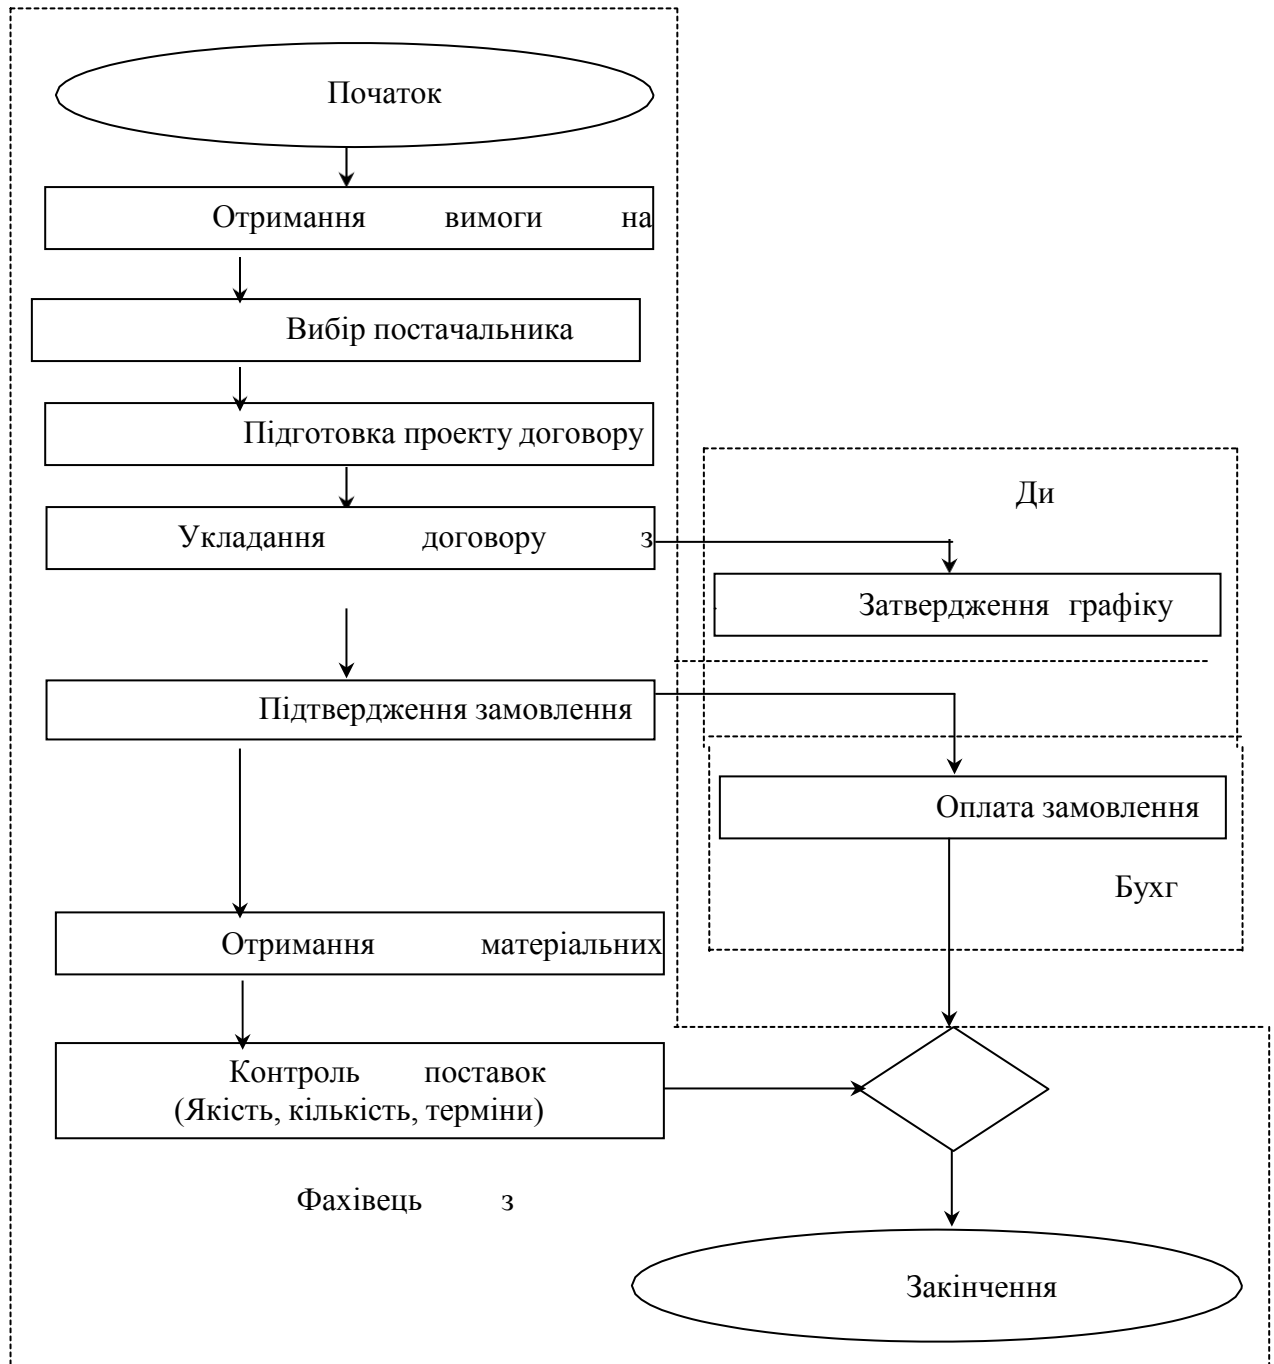 Початок
Отримання вимоги на
Вибір постачальника
Підготовка проекту договору
Укладання договору з
Ди
Затвердження графіку
Підтвердження замовлення
Оплата замовлення
Бухг
Отримання матеріальних
Контроль поставок
(Якість, кількість, терміни)
Фахівець з
Закінчення